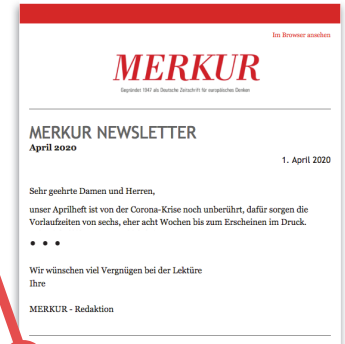 Im Browser ansehen
MERKUR
Gegründet 1947 als Deutsche Zeitschrift für europäisches Denken
MERKUR NEWSLETTER
April 2020
1. April 2020
Sehr geehrte Damen und Herren,
unser Aprilheft ist von der Corona-Krise noch unberührt, dafür sorgen die
Vorlaufzeiten von sechs, eher acht Wochen bis zum Erscheinen im Druck.
• • •
Wir wünschen viel Vergnügen bei der Lektüre
Ihre
MERKUR - Redaktion